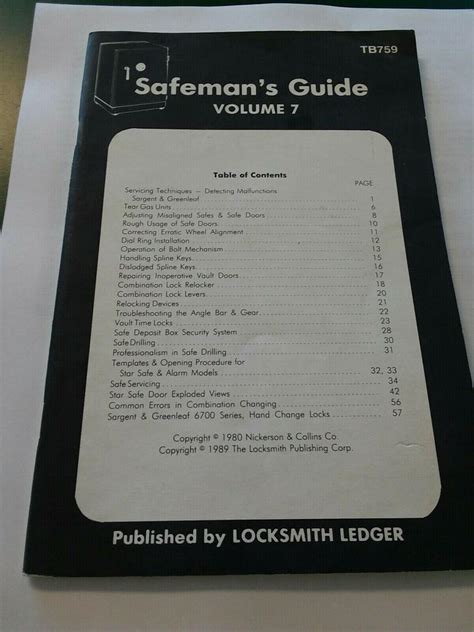 TB759
Safeman's Guide
VOLUME 7
Table of Contents
PAGE
Servicing Techniques — Detecting Malfunctions
Sargent & Greenleaf 1
Tear Gas Units 6
Adjusting Misaligned Safes & Safe Doors 8
Rough Usage of Safe Doors 10
Correcting Erratic Wheel Alignment 11
Dial Ring Installation 12
Operation of Bolt Mechanism 13
Handling Spline Keys 15
Dislodged Spline Keys 16
Repairing Inoperative Vault Doors 17
Combination Lock Relocker 18
Combination Lock Levers 20
Relocking Devices 21
Troubleshooting the Angle Bar & Gear 22
Vault Time Locks 23
Safe Deposit Box Security System 28
Safe Drilling 30
Professionalism in Safe Drilling 31
Templates & Opening Procedure for
Star Safe & Alarm Models 32, 33
Safe Servicing 34
Star Safe Door Exploded Views 42
Common Errors in Combination Changing 56
Sargent & Greenleaf 6700 Series, Hand Change Locks 57
Copyright © 1980 Nickerson & Collins Co.
Copyright © 1989 The Locksmith Publishing Corp.
Published by LOCKSMITH LEDGER